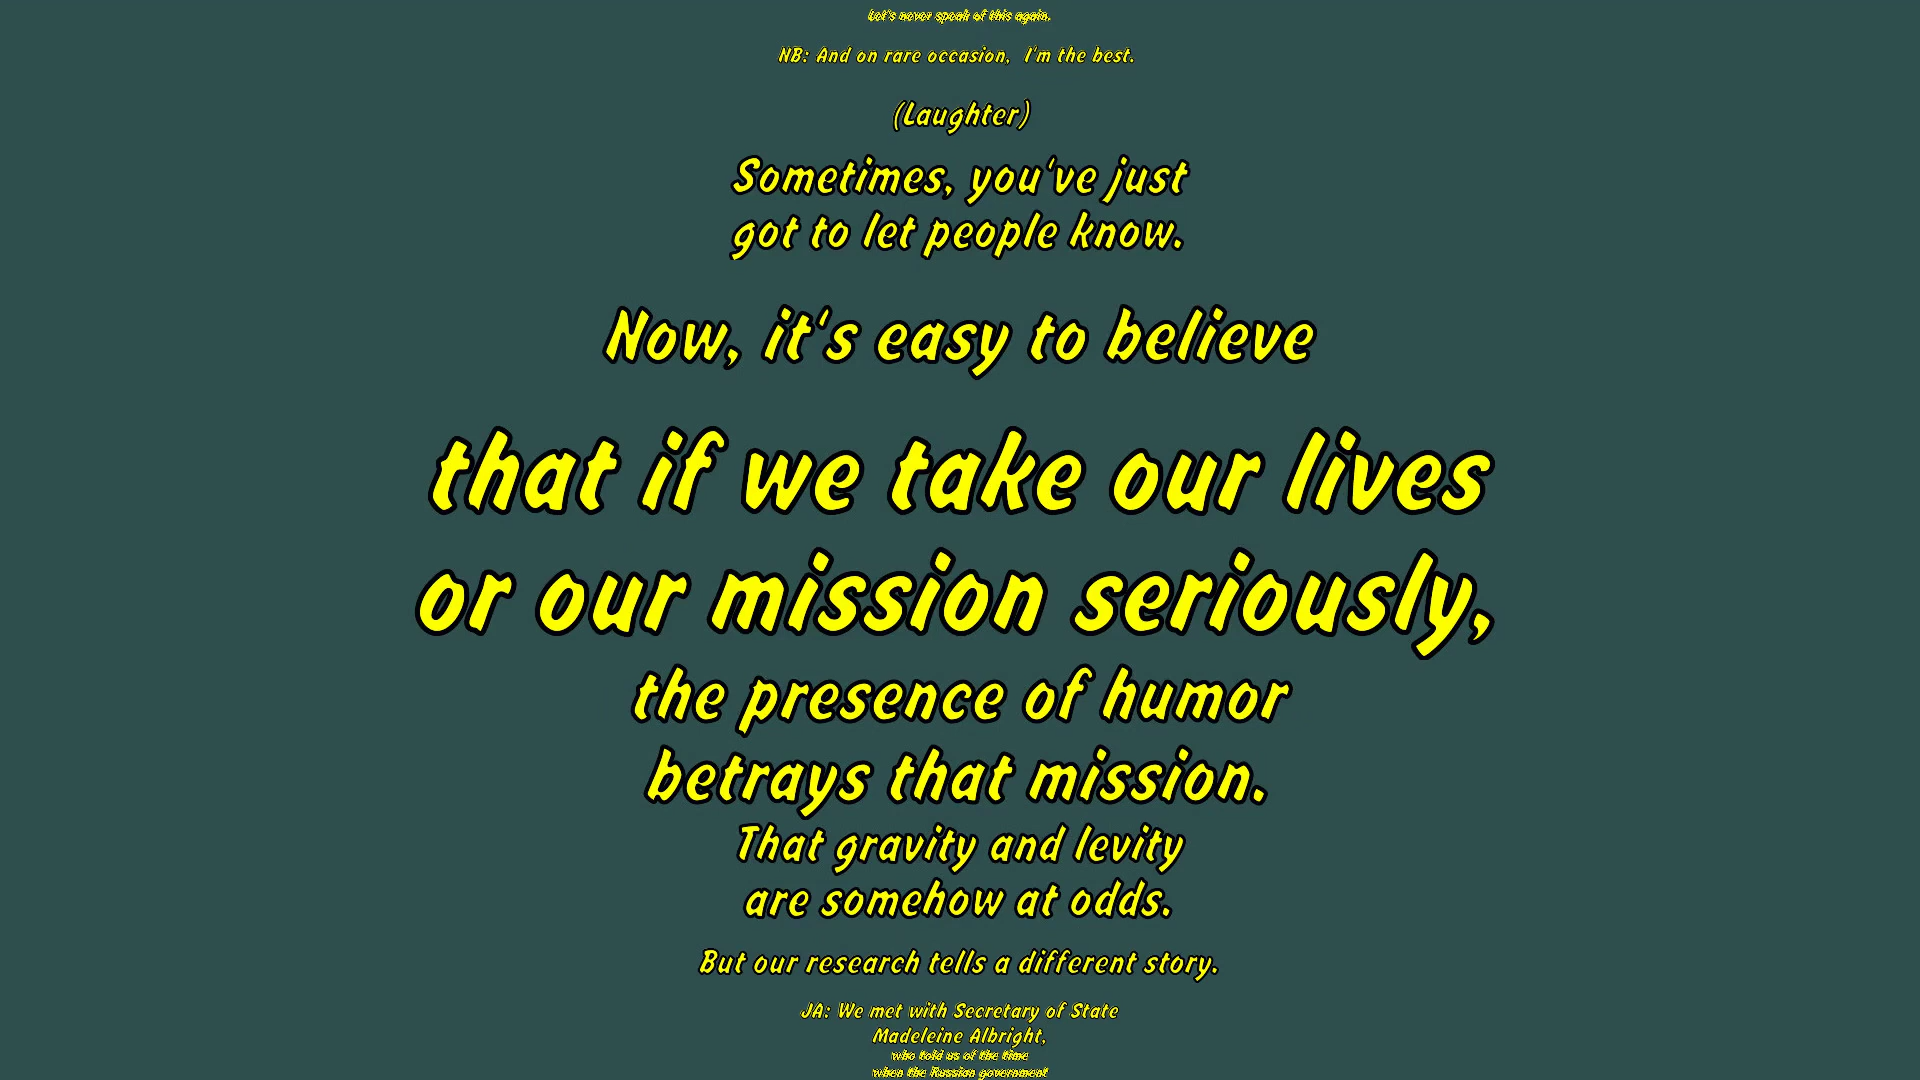 Let's never speak of this again.
NB: And on rare occasion,  I'm the best.
(Laughter)
Sometimes, you've just
got to let people know.
Now, it's easy to believe
that if we take our lives
or our mission seriously,
the presence of humor
betrays that mission.
That gravity and levity
are somehow at odds.
But our research tells a different story.
JA: We met with Secretary of State
Madeleine Albright,
who told us of the time
when the Russian government